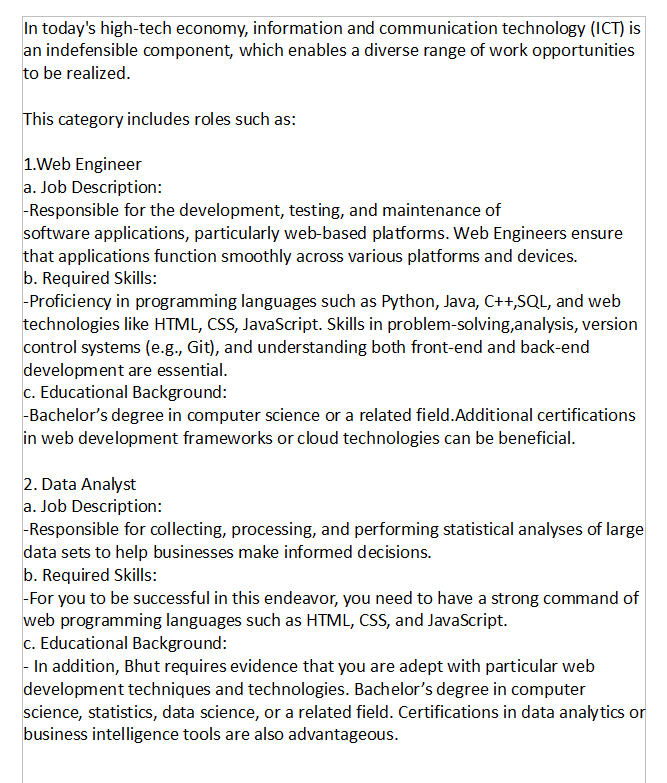 In today's high-tech economy, information and communication technology (ICT) is
an indefensible component, which enables a diverse range of work opportunities
to be realized.
This category includes roles such as:
1.Web Engineer
a. Job Description:
-Responsible for the development, testing, and maintenance of
software applications, particularly web-based platforms. Web Engineers ensure
that applications function smoothly across various platforms and devices.
b. Required Skills:
-Proficiency in programming languages such as Python, Java, C++,SQL, and web
technologies like HTML, CSS, JavaScript. Skills in problem-solving,analysis, version
control systems (e.g., Git), and understanding both front-end and back-end
development are essential.
c. Educational Background:
-Bachelor’s degree in computer science or a related field.Additional certifications
in web development frameworks or cloud technologies can be beneficial.
2. Data Analyst
a. Job Description:
-Responsible for collecting, processing, and performing statistical analyses of large
data sets to help businesses make informed decisions.
b. Required Skills:
-For you to be successful in this endeavor, you need to have a strong command of
web programming languages such as HTML, CSS, and JavaScript.
c. Educational Background:
- In addition, Bhut requires evidence that you are adept with particular web
development techniques and technologies. Bachelor’s degree in computer
science, statistics, data science, or a related field. Certifications in data analytics or
business intelligence tools are also advantageous.